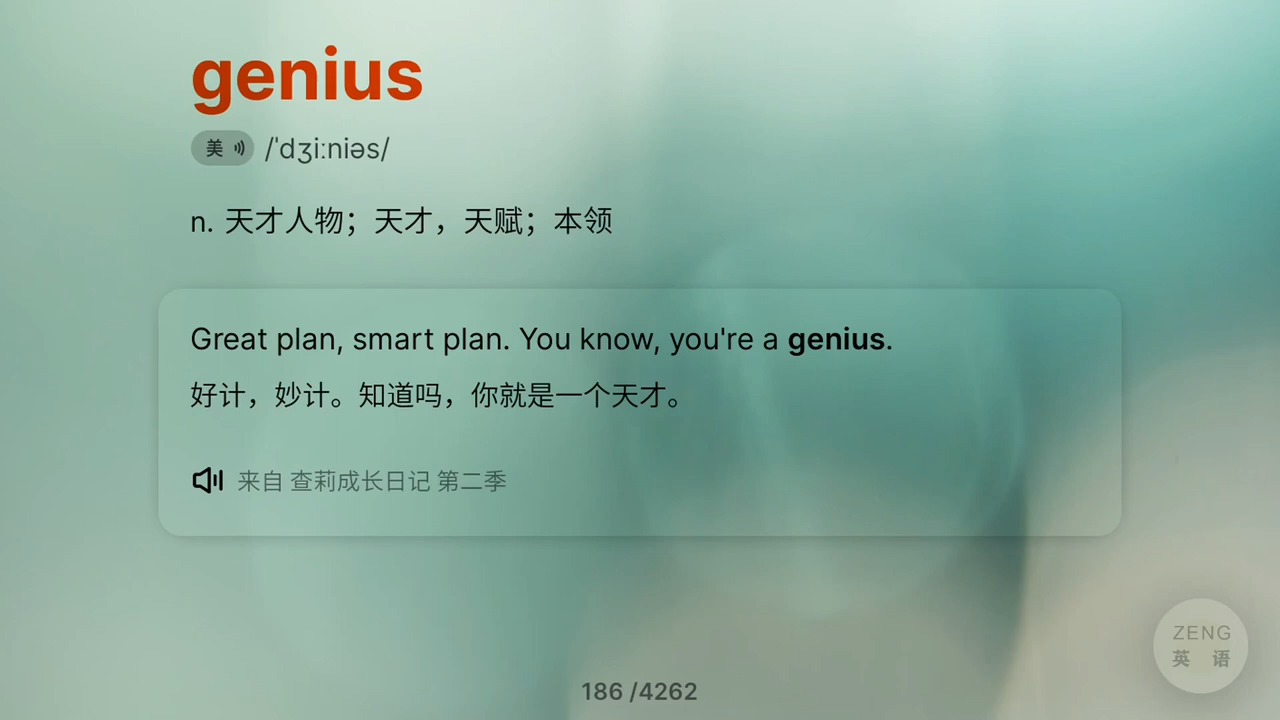 genius
美 /ˈdʒiːniəs/
n. 天才人物；天才，天赋；本领
Great plan, smart plan. You know, you're a genius.
好计，妙计。知道吗，你就是一个天才。
来自 查莉成长日记 第二季
ZENG
英 语
186 /4262